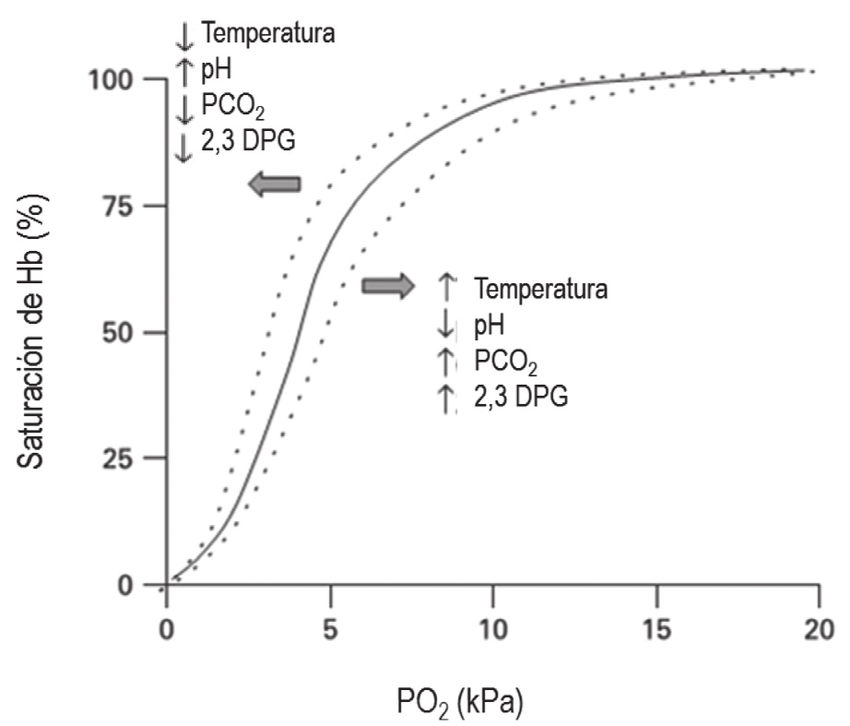 ↓ Temperatura
↑ pH
↓ PCO₂
↓ 2,3 DPG
100
75
50
25
0
Saturación de Hb (%)
↑ Temperatura
↓ pH
↑ PCO₂
↑ 2,3 DPG
0 5 10 15 20
PO₂ (kPa)